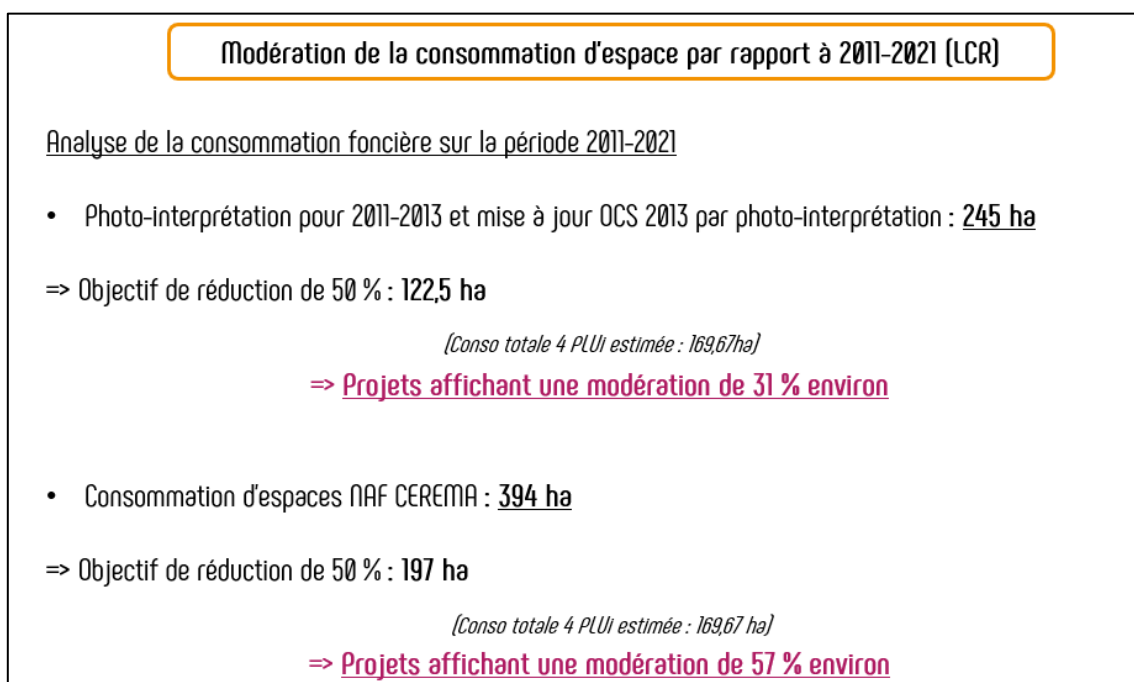 Modération de la consommation d'espace par rapport à 2011-2021 (LCR)
Analyse de la consommation foncière sur la période 2011-2021
• Photo-interprétation pour 2011-2013 et mise à jour OCS 2013 par photo-interprétation : 245 ha
=> Objectif de réduction de 50 % : 122,5 ha
(Conso totale 4 PLUi estimée : 169,67ha)
=> Projets affichant une modération de 31 % environ
• Consommation d'espaces NAF CEREMA : 394 ha
=> Objectif de réduction de 50 % : 197 ha
(Conso totale 4 PLUi estimée : 169,67 ha)
=> Projets affichant une modération de 57 % environ